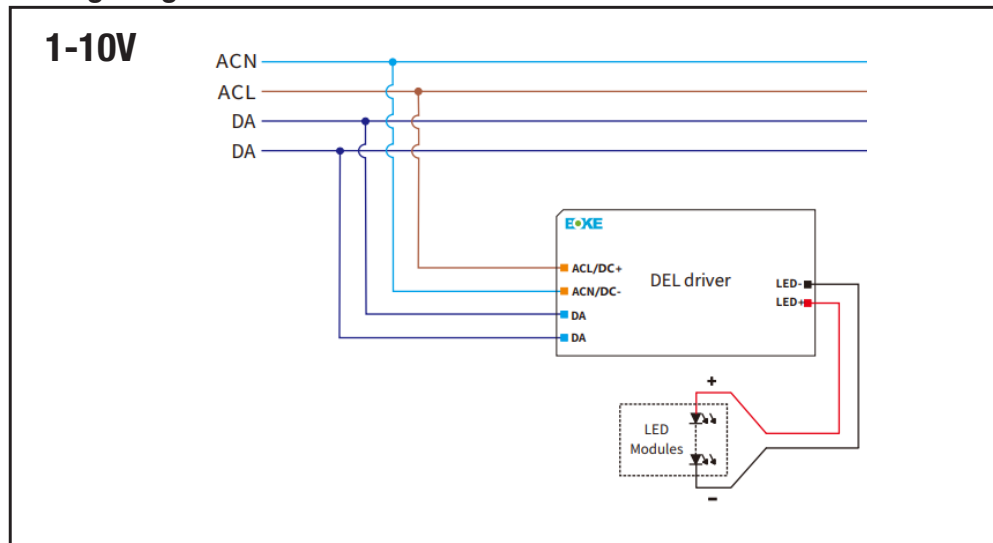 1-10V
ACN
ACL
DA
DA
EOKE
ACL/DC+
ACN/DC-
DA
DA
DEL driver
LED-
LED+
+
LED
Modules
-